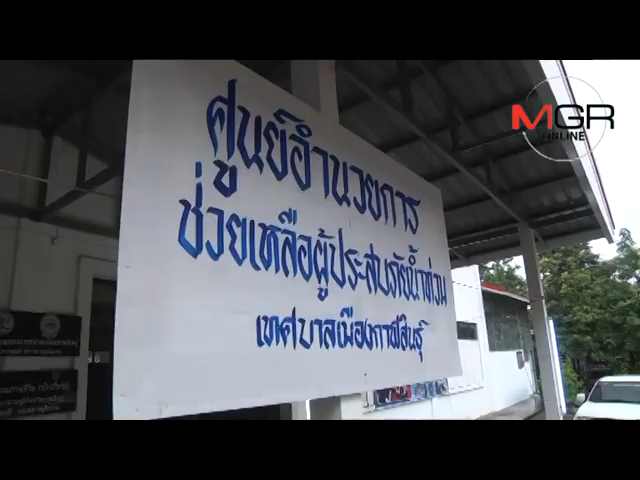 MGR
ONLINE
ศูนย์อำนวยการ
ช่วยเหลือผู้ประสบภัยน้ำท่วม
เทศบาลเมืองกาฬสินธุ์